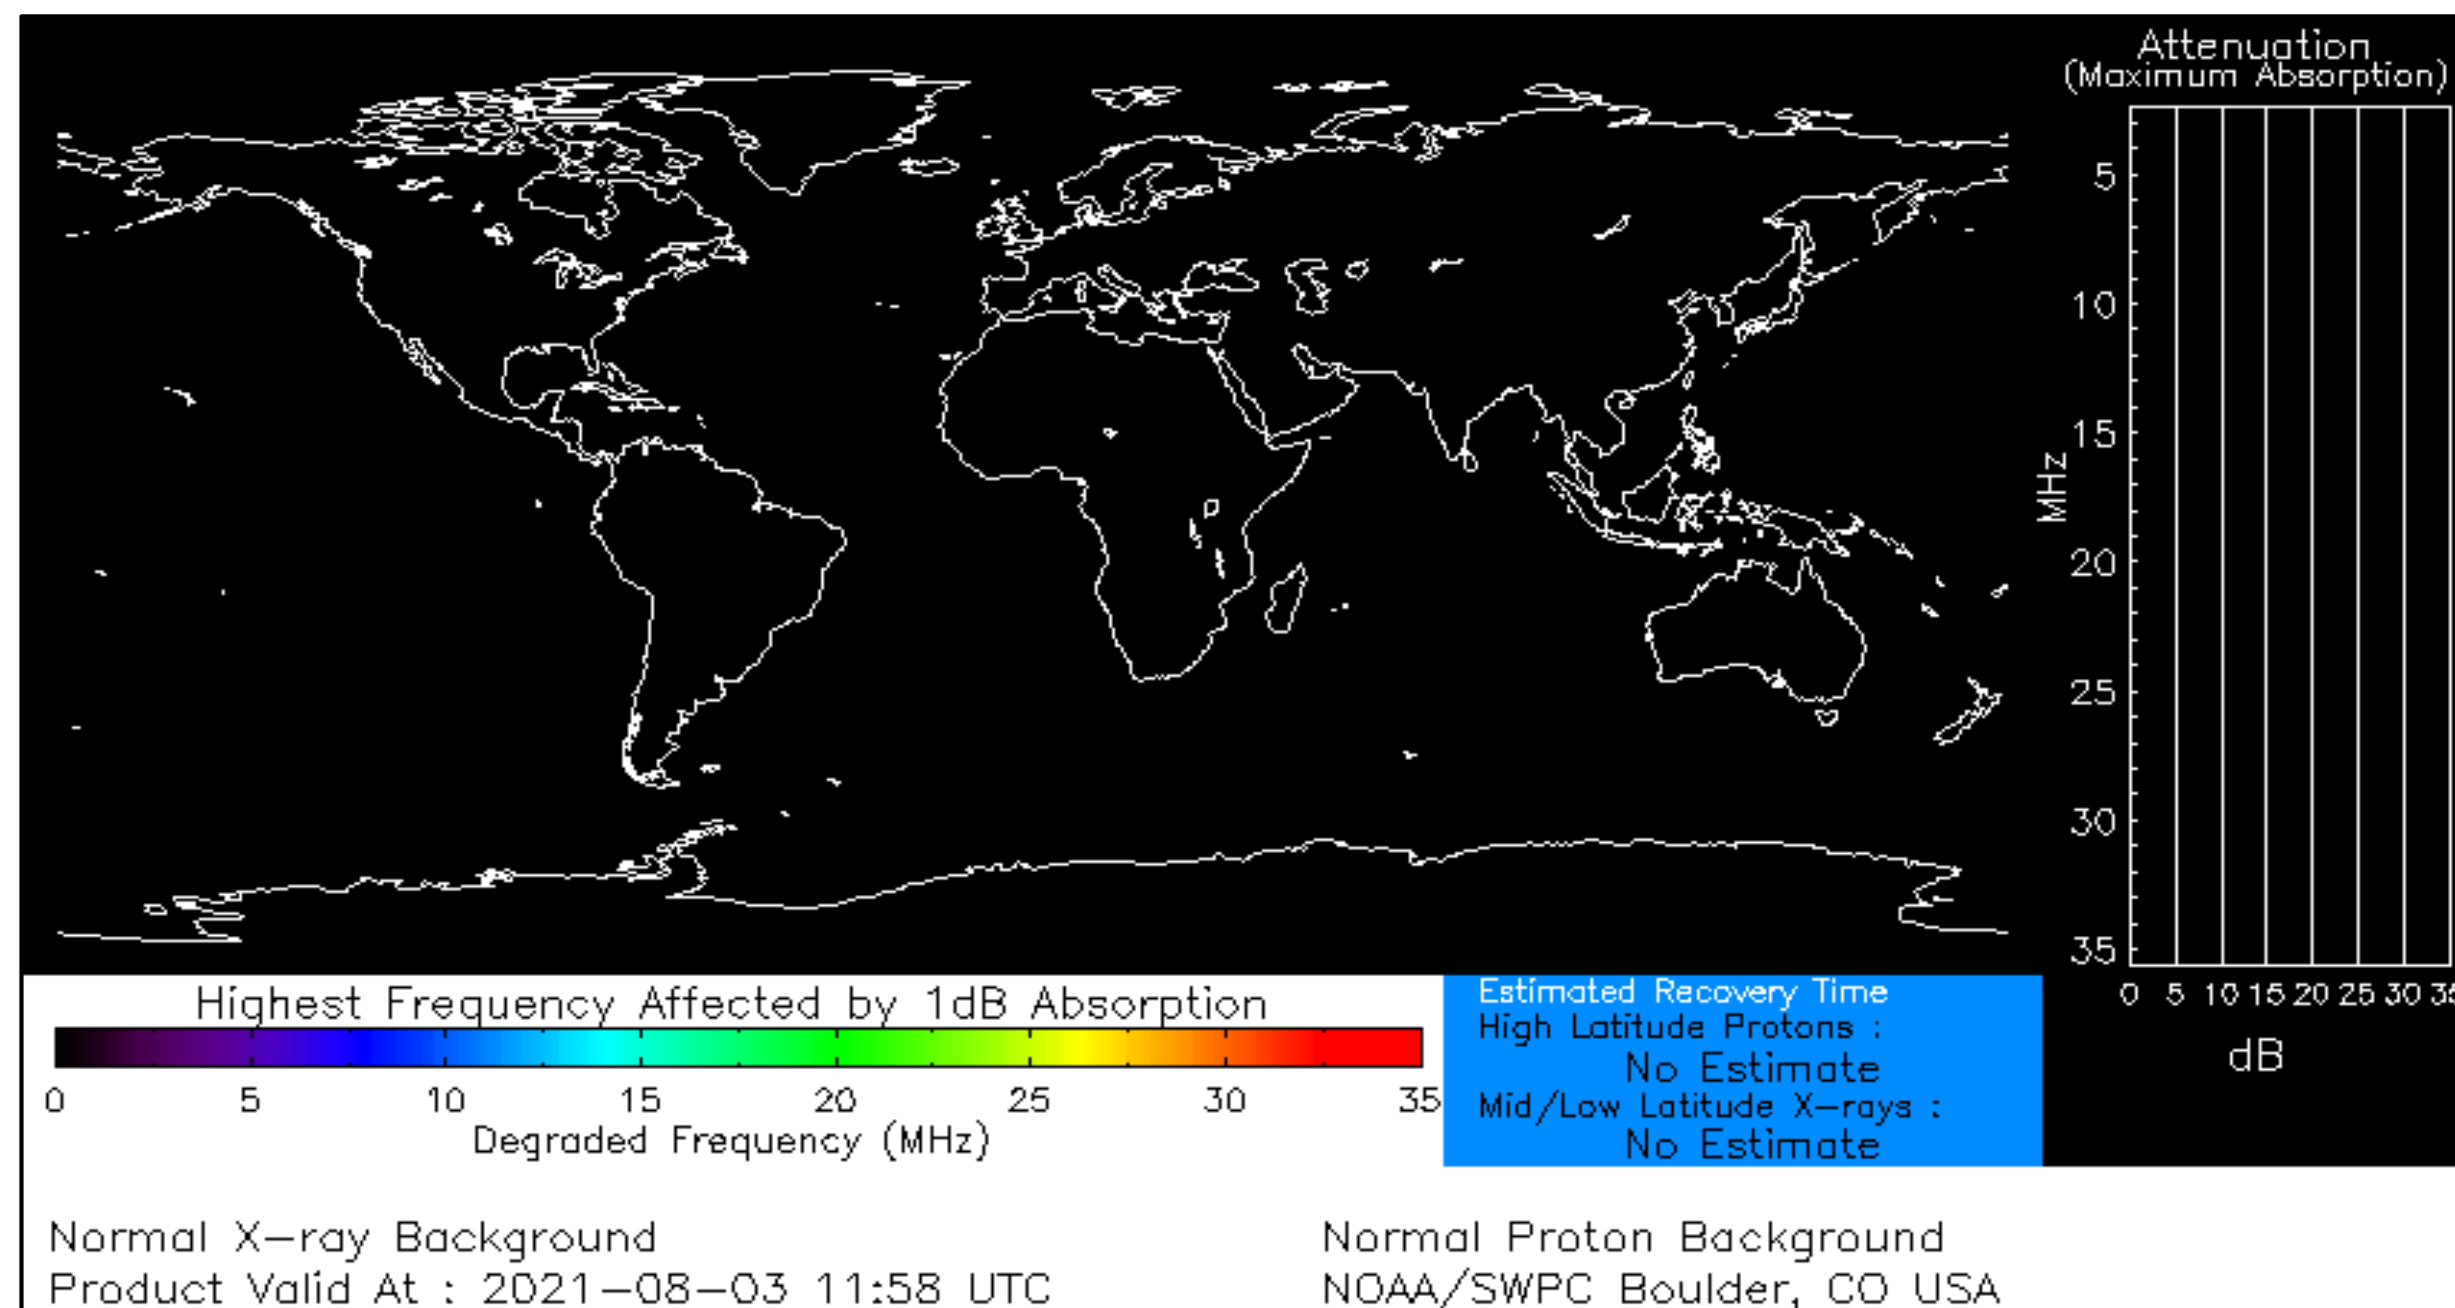 Attenuation
(Maximum Absorption)
5
10
15
20
25
30
35
MHz
0 5 10 15 20 25 30
dB
Highest Frequency Affected by 1dB Absorption
0 5 10 15 20 25 30 35
Degraded Frequency (MHz)
Estimated Recovery Time
High Latitude Protons :
No Estimate
Mid/Low Latitude X-rays :
No Estimate
Normal X-ray Background
Normal Proton Background
Product Valid At : 2021-08-03 11:58 UTC
NOAA/SWPC Boulder, CO USA